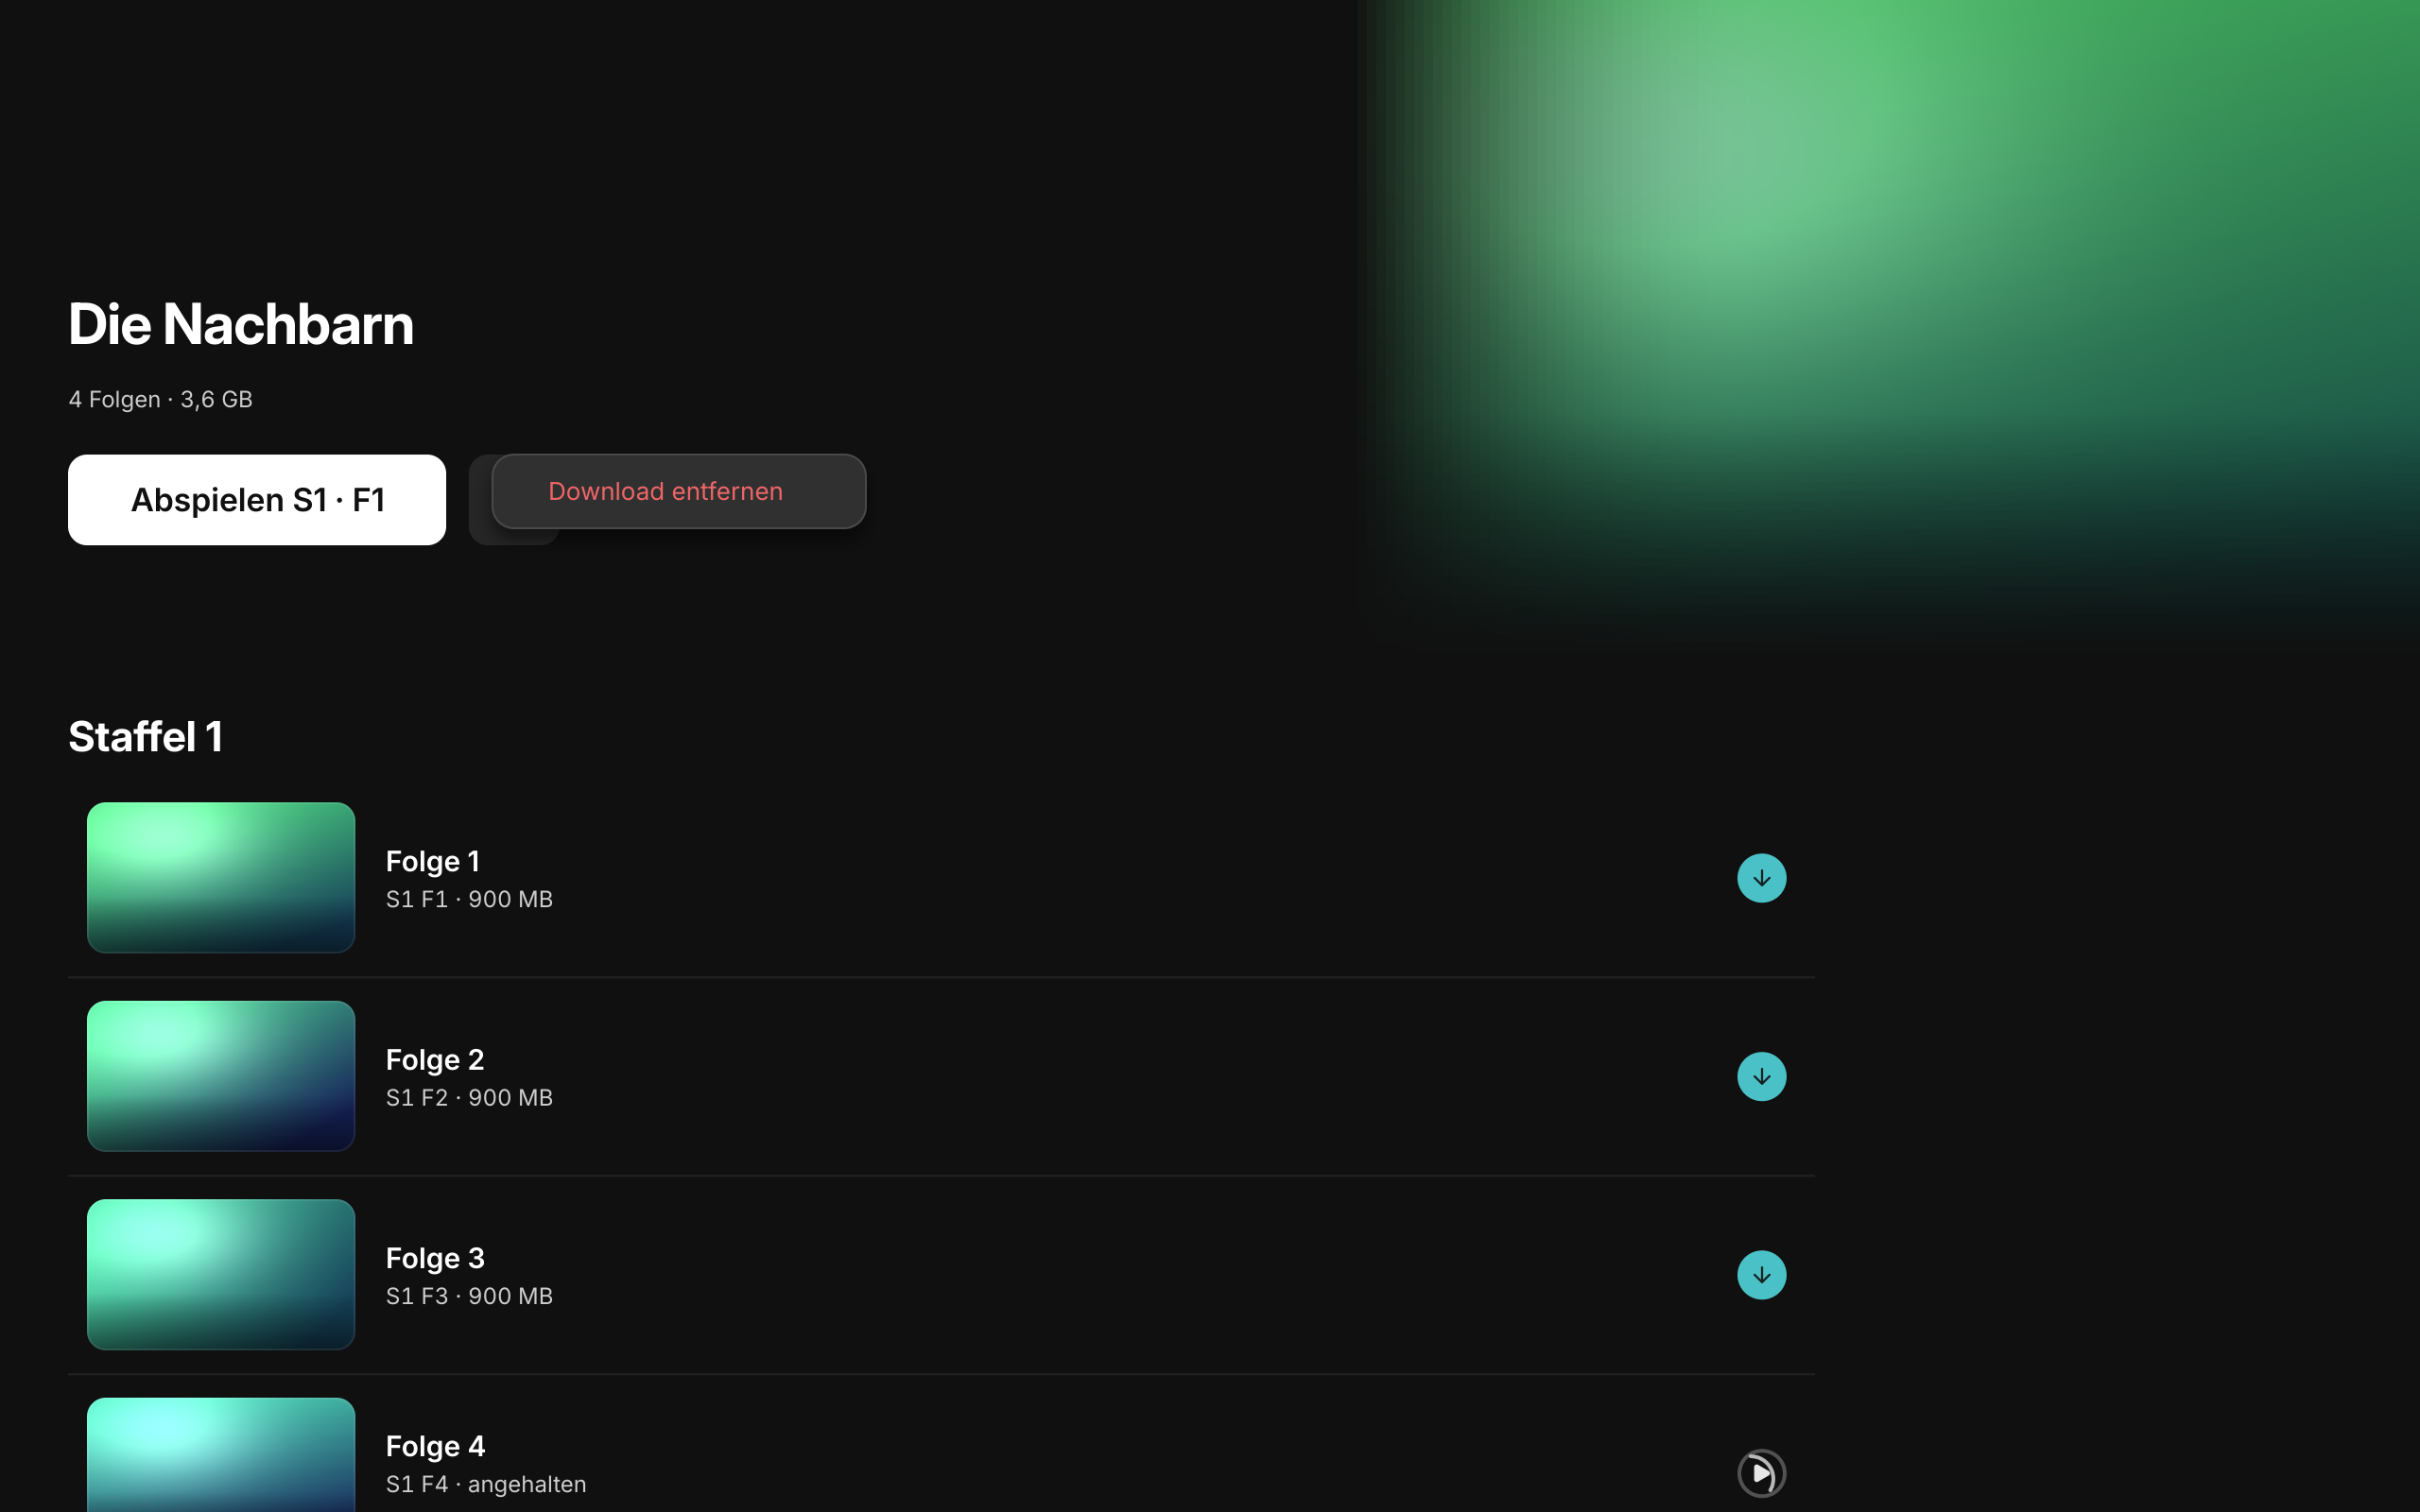 Die Nachbarn
4 Folgen · 3,6 GB
Abspielen S1 · F1
Download entfernen
Staffel 1
Folge 1
S1 F1 · 900 MB
Folge 2
S1 F2 · 900 MB
Folge 3
S1 F3 · 900 MB
Folge 4
S1 F4 · angehalten